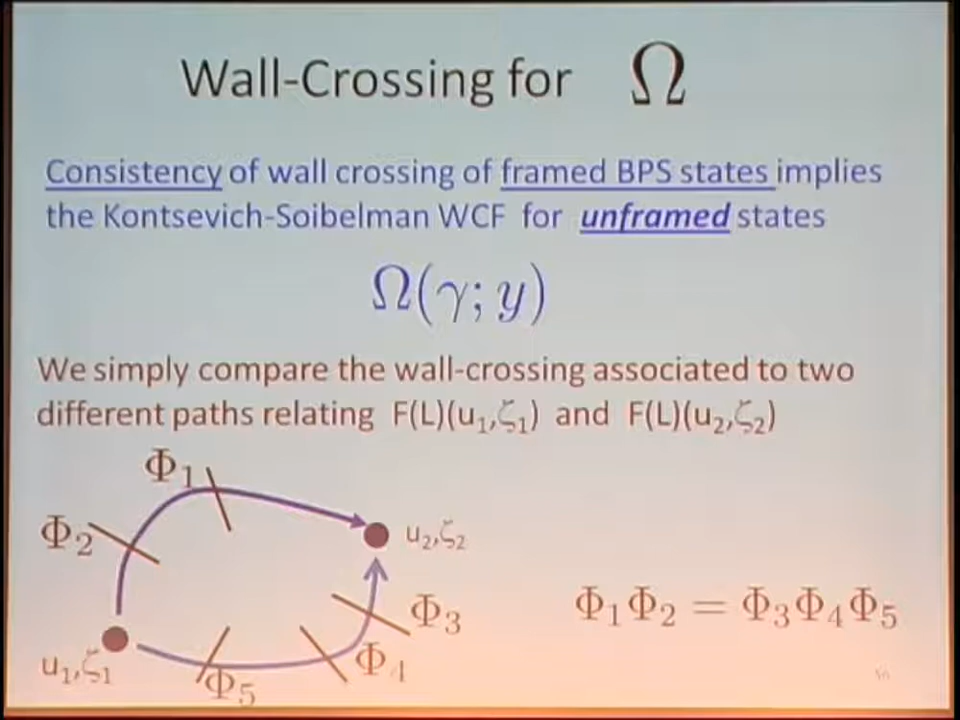 Wall-Crossing for Ω
Consistency of wall crossing of framed BPS states implies
the Kontsevich-Soibelman WCF for unframed states
Ω(γ; y)
We simply compare the wall-crossing associated to two
different paths relating F(L)(u₁,ζ₁) and F(L)(u₂,ζ₂)
Φ₁
Φ₂
u₂,ζ₂
Φ₃
Φ₁Φ₂ = Φ₃Φ₄Φ₅
Φ₄
u₁,ζ₁
Φ₅